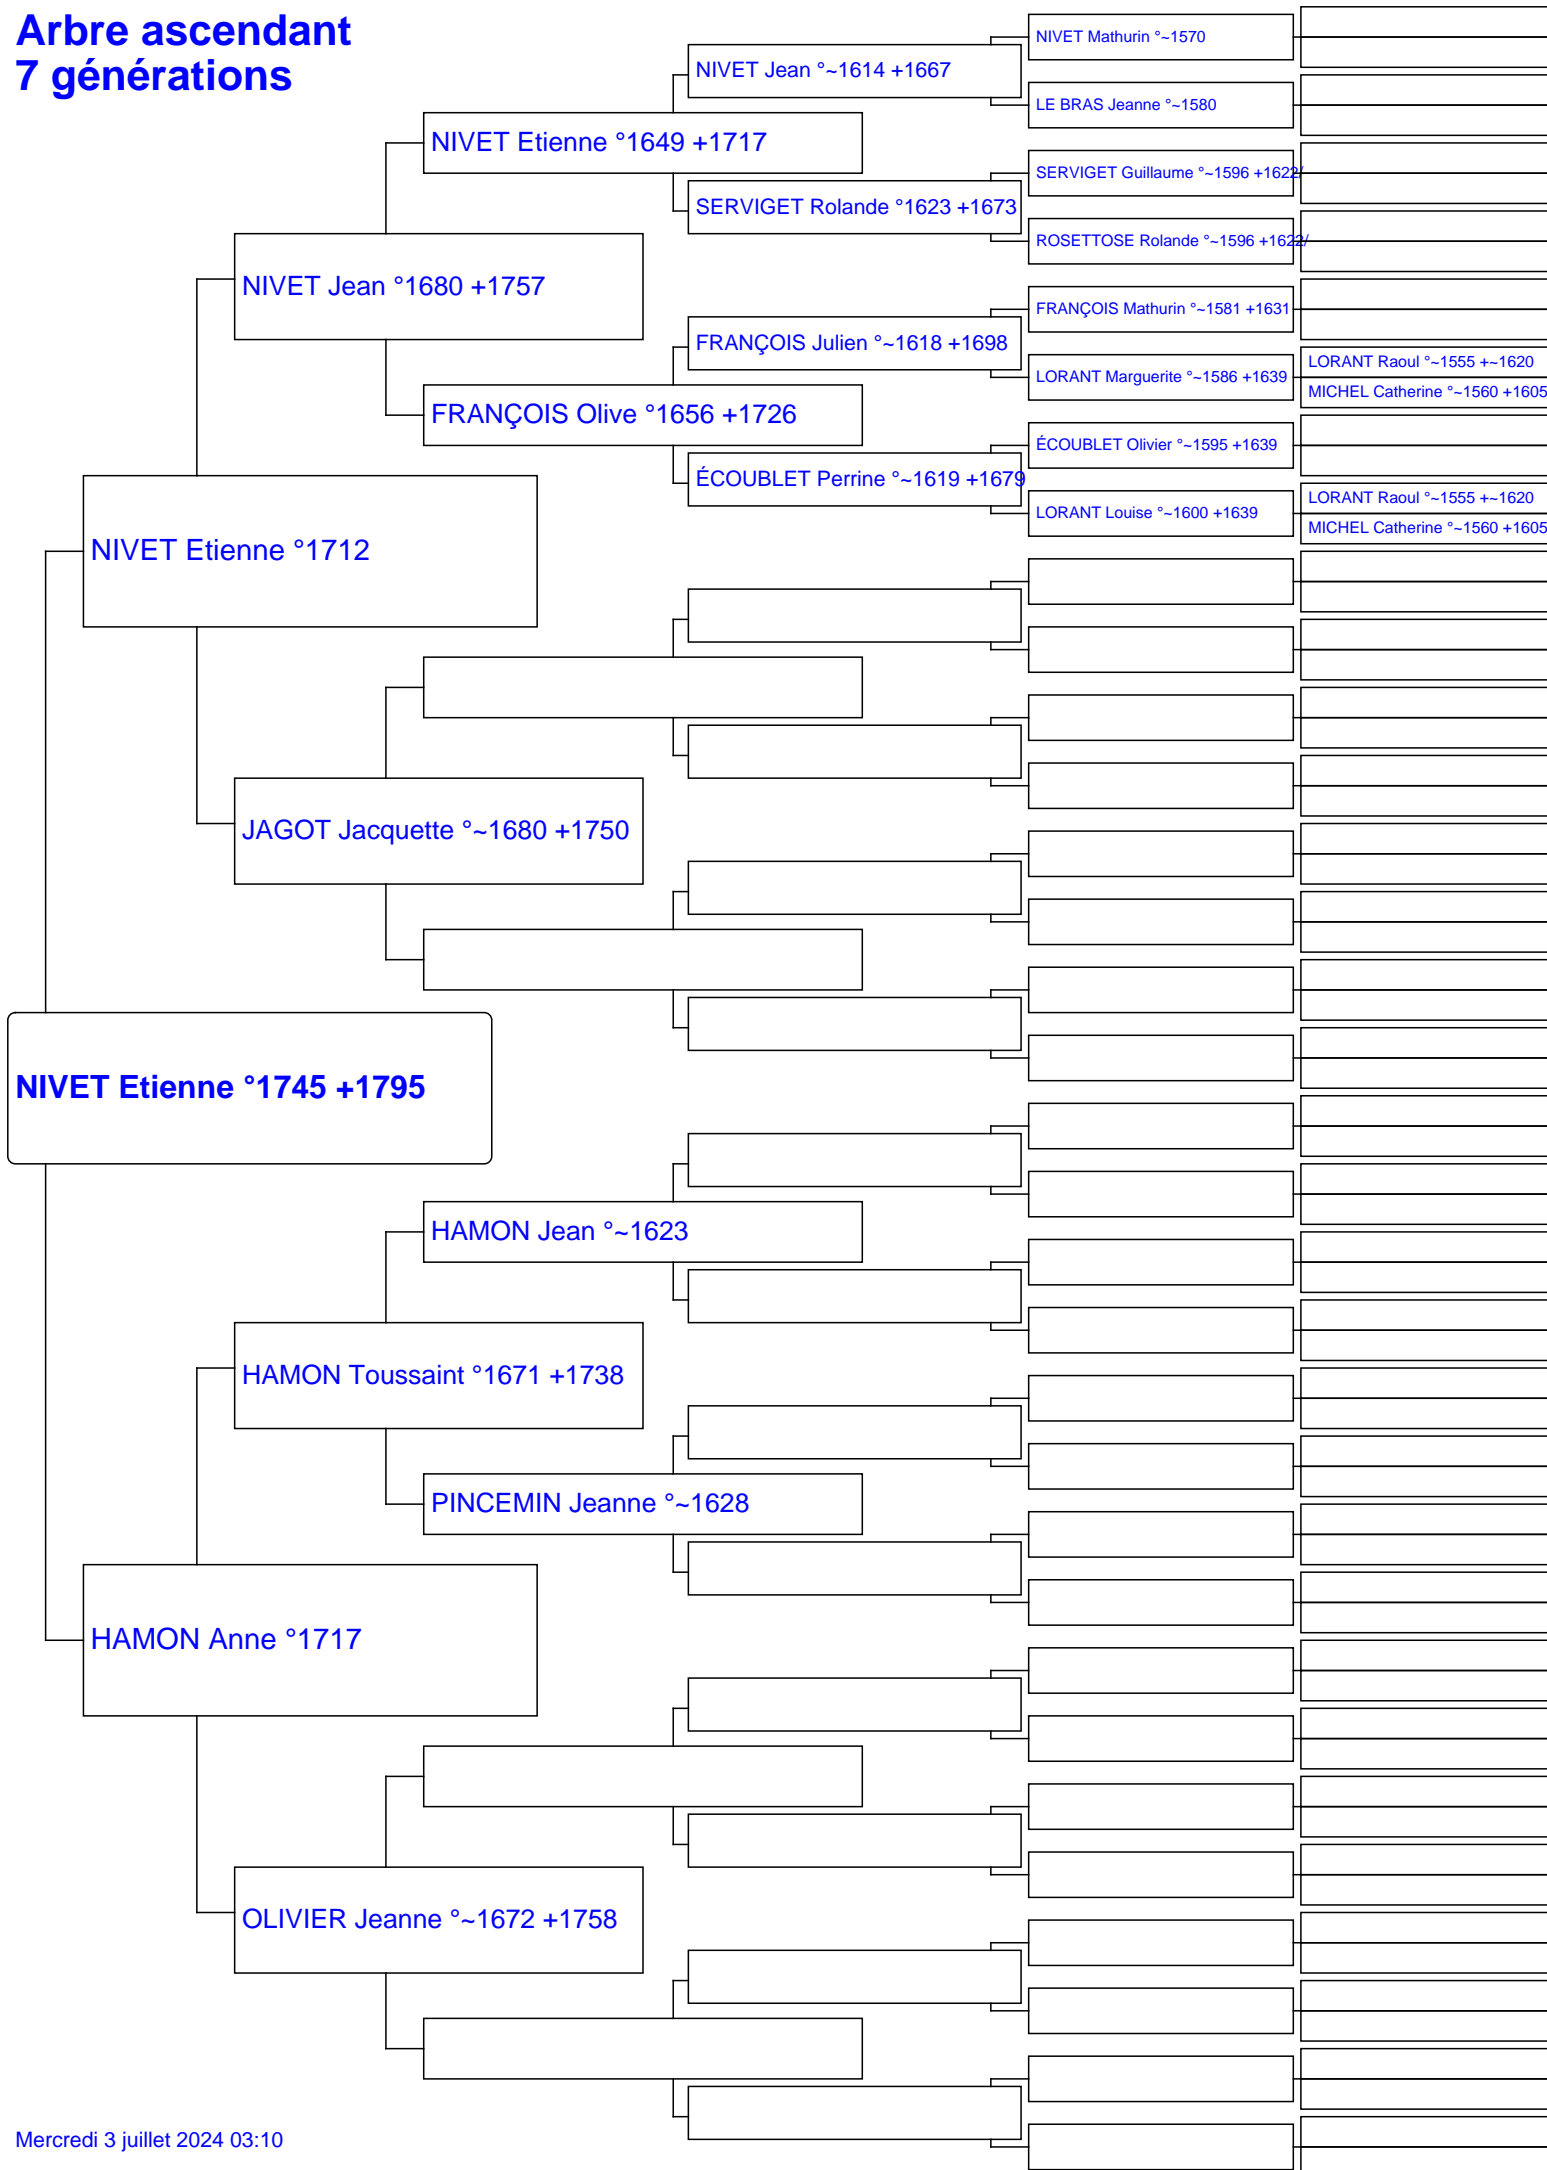 Arbre ascendant
7 générations
NIVET Mathurin °~1570
NIVET Jean °~1614 +1667
LE BRAS Jeanne °~1580
NIVET Etienne °1649 +1717
SERVIGET Guillaume °~1596 +1622/
SERVIGET Rolande °1623 +1673
ROSETTOSE Rolande °~1596 +1622/
NIVET Jean °1680 +1757
FRANÇOIS Mathurin °~1581 +1631
FRANÇOIS Julien °~1618 +1698
LORANT Raoul °~1555 +~1620
LORANT Marguerite °~1586 +1639
MICHEL Catherine °~1560 +1605
FRANÇOIS Olive °1656 +1726
ÉCOUBLET Olivier °~1595 +1639
ÉCOUBLET Perrine °~1619 +1679
LORANT Raoul °~1555 +~1620
LORANT Louise °~1600 +1639
MICHEL Catherine °~1560 +1605
NIVET Etienne °1712
JAGOT Jacquette °~1680 +1750
NIVET Etienne °1745 +1795
HAMON Jean °~1623
HAMON Toussaint °1671 +1738
PINCEMIN Jeanne °~1628
HAMON Anne °1717
OLIVIER Jeanne °~1672 +1758
Mercredi 3 juillet 2024 03:10